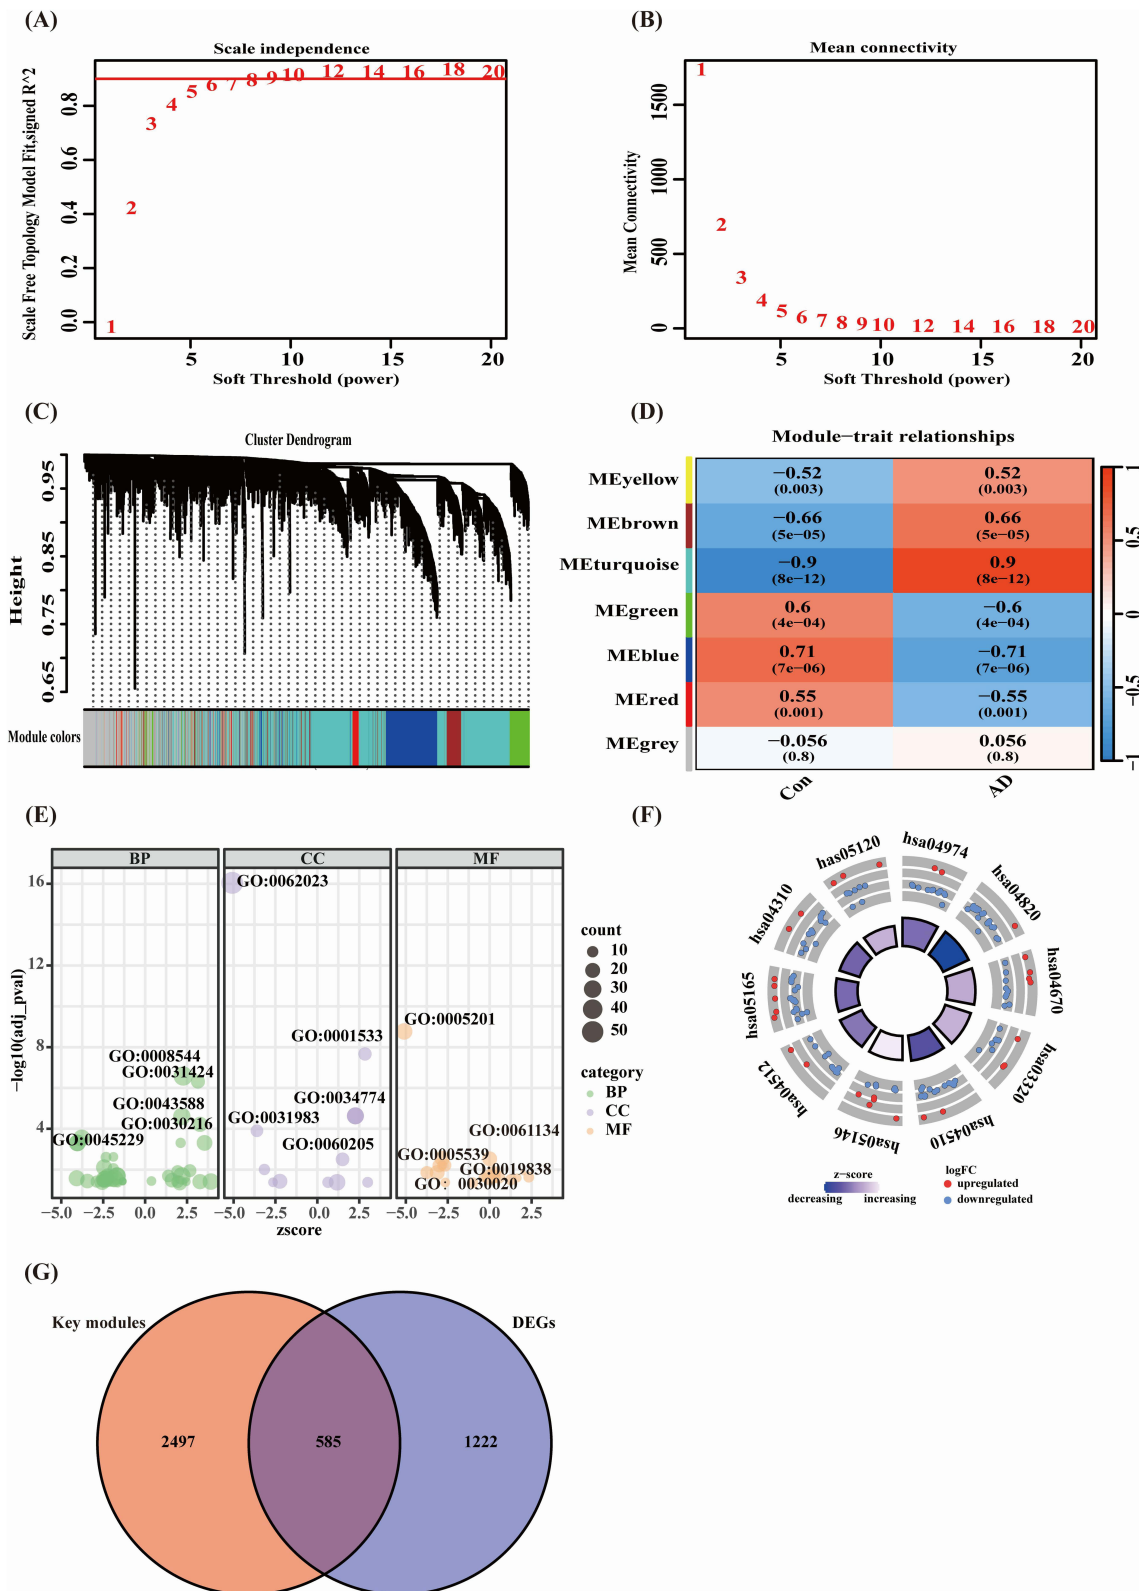 (A)
Scale independence
Scale Free Topology Model Fit,signed R^2
0.0 0.2 0.4 0.6 0.8
1 2 3 4 5 6 7 8 9 10 12 14 16 18 20
5 10 15 20
Soft Threshold (power)
(B)
Mean connectivity
Mean Connectivity
0 500 1000 1500
1 2 3 4 5 6 7 8 9 10 12 14 16 18 20
5 10 15 20
Soft Threshold (power)
(C)
Cluster Dendrogram
Height
0.65 0.75 0.85 0.95
Module colors
(D)
Module−trait relationships
MEyellow −0.52 0.52
(0.003) (0.003)
MEbrown −0.66 0.66
(5e−05) (5e−05)
MEturquoise −0.9 0.9
(8e−12) (8e−12)
MEgreen 0.6 −0.6
(4e−04) (4e−04)
MEblue 0.71 −0.71
(7e−06) (7e−06)
MEred 0.55 −0.55
(0.001) (0.001)
MEgrey −0.056 0.056
(0.8) (0.8)
Con AD
−1 −0.5 0 0.5 1
(E)
BP CC MF
−log10(adj_pval)
16
12
8
4
GO:0008544
GO:0031424
GO:0043588
GO:0030216
GO:0045229
GO:0062023
GO:0001533
GO:0034774
GO:0031983
GO:0060205
GO:0005201
GO:0061134
GO:0005539
GO:0019838
GO: 0030020
−5.0 −2.5 0.0 2.5 −5.0 −2.5 0.0 2.5 −5.0 −2.5 0.0 2.5
zscore
count
10
20
30
40
50
category
BP
CC
MF
(F)
hsa04974
hsa04820
hsa04670
hsa03320
hsa04510
hsa05146
hsa04512
hsa05165
hsa04310
has05120
z−score
decreasing increasing
logFC
upregulated
downregulated
(G)
Key modules DEGs
2497 585 1222